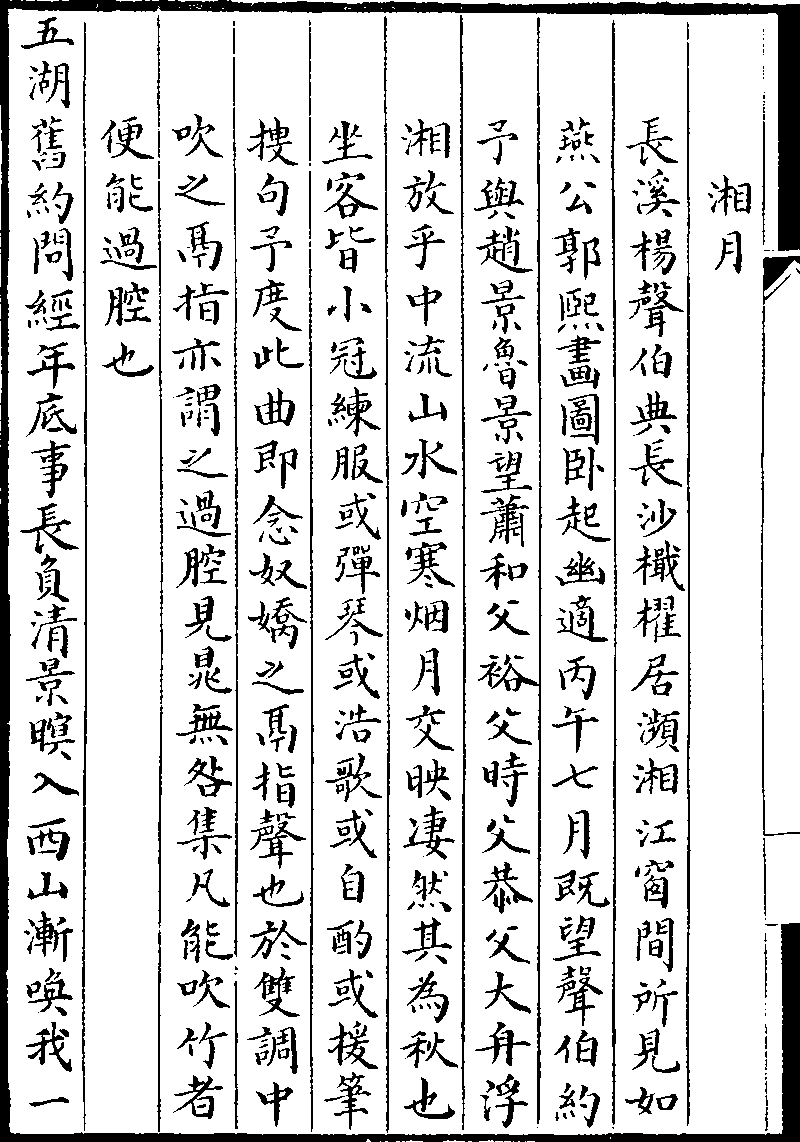 湘月
長溪楊聲伯典長沙檝櫂居瀕湘江窗間所見如
燕公郭熙畫圖卧起幽適丙午七月既望聲伯約
予與趙景魯景望蕭和父裕父時父恭父大舟浮
湘放乎中流山水空寒烟月交映凄然其為秋也
坐客皆小冠練服或彈琴或浩歌或自酌或援筆
搜句予度此曲即念奴嬌之鬲指聲也於雙調中
吹之鬲指亦謂之過腔見晁無咎集凡能吹竹者
便能過腔也
五湖舊約問經年底事長負清景暝入西山漸喚我一